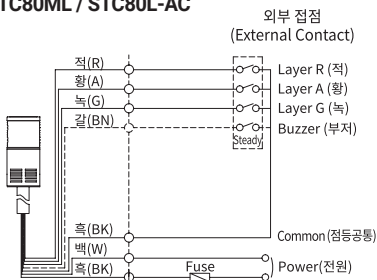 STC80ML / STC80L-AC
외부 접점
(External Contact)
적(R)
Layer R (적)
황(A)
Layer A (황)
녹(G)
Layer G (녹)
갈(BN)
Buzzer (부저)
Steady
흑(BK)
Common(점등공통)
백(W)
흑(BK)
Fuse
Power(전원)